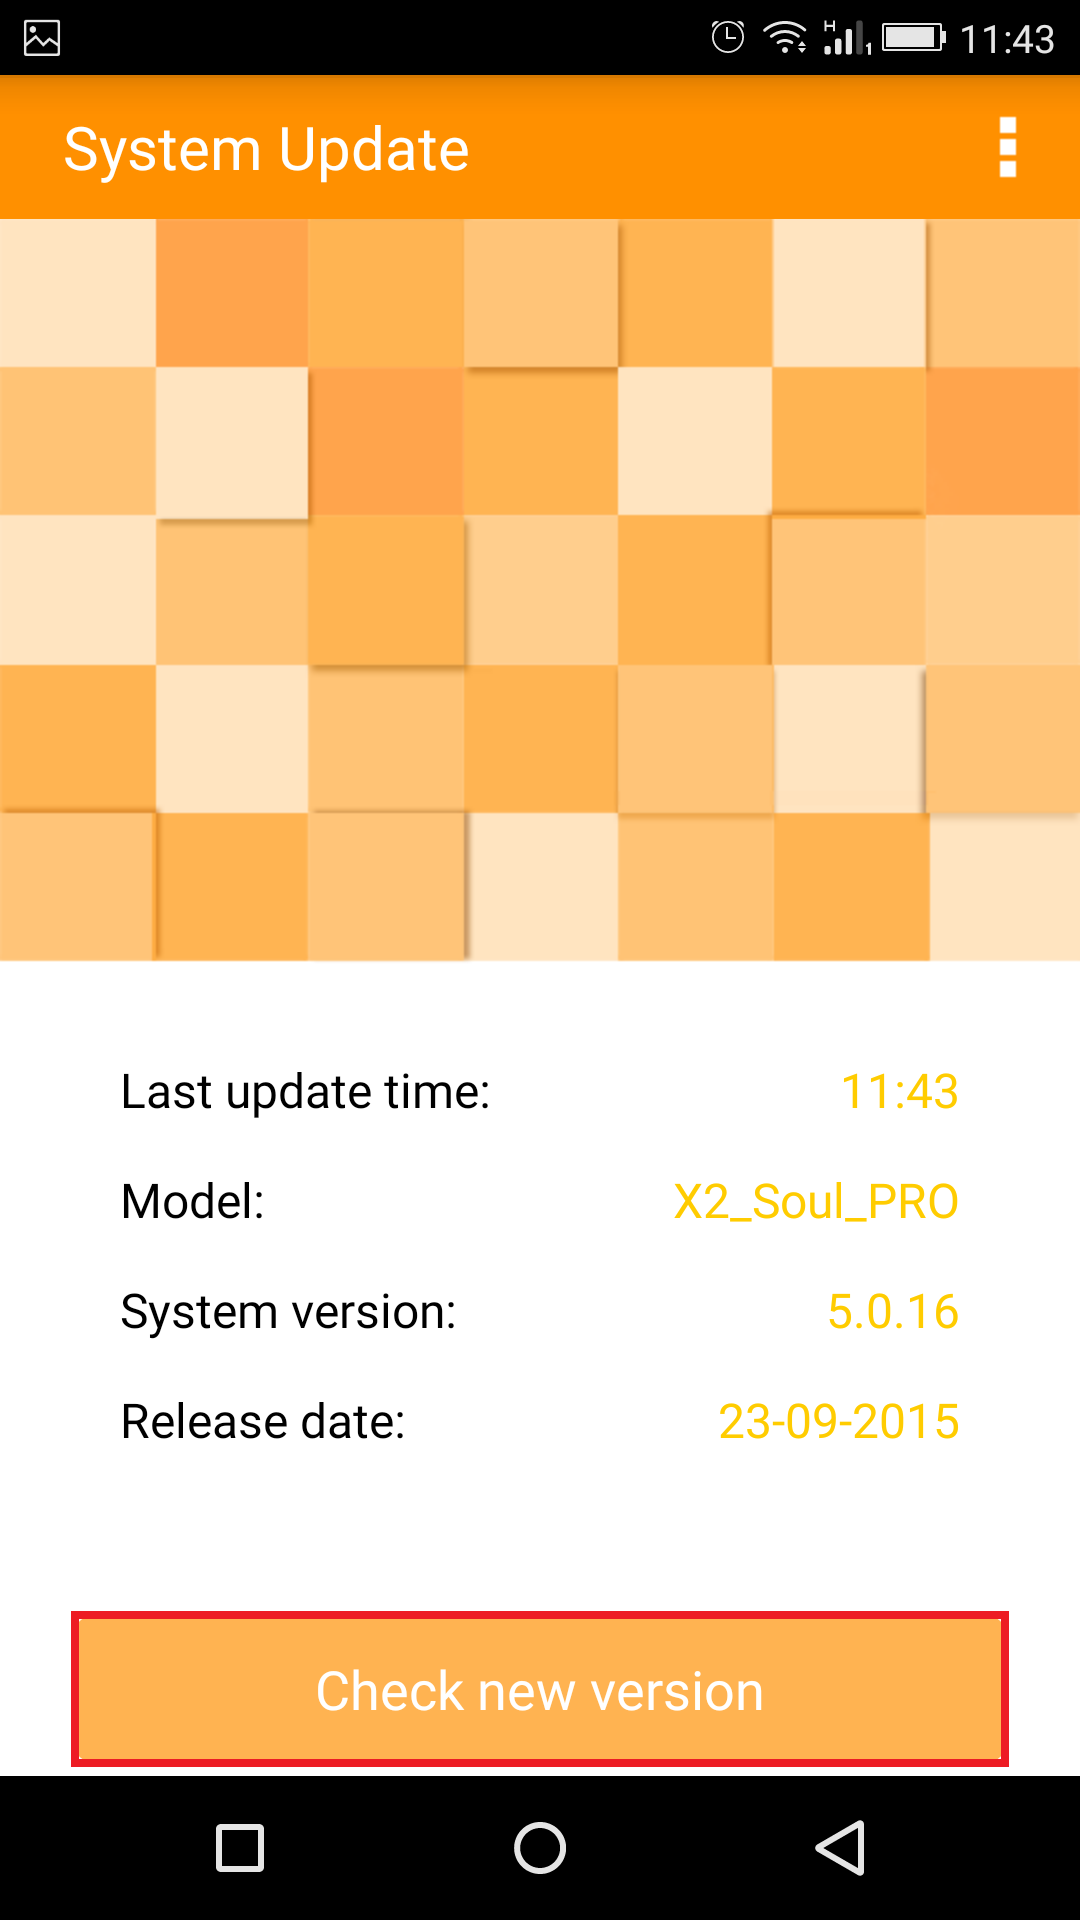 H 1 11:43
System Update
Last update time: 11:43
Model: X2_Soul_PRO
System version: 5.0.16
Release date: 23-09-2015
Check new version